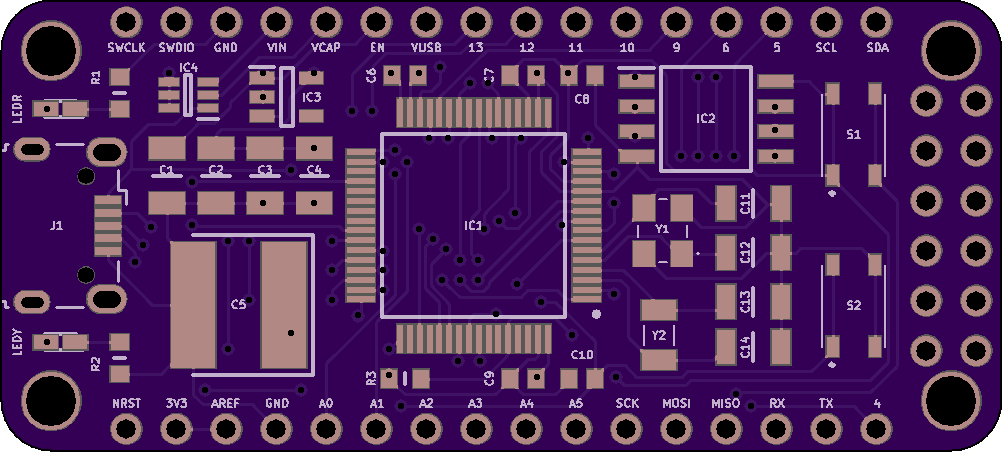 SWCLK SWDIO GND VIN VCAP EN VUSB 13 12 11 10 9 6 5 SCL SDA
R1 IC4 IC3 C6 C7 C8
LEDR
IC2 S1
C1 C2 C3 C4
J1 IC1 Y1 C11
C12
C5 C13 S2
Y2
LEDY C14
R2 R3 C9 C10
NRST 3V3 AREF GND A0 A1 A2 A3 A4 A5 SCK MOSI MISO RX TX 4